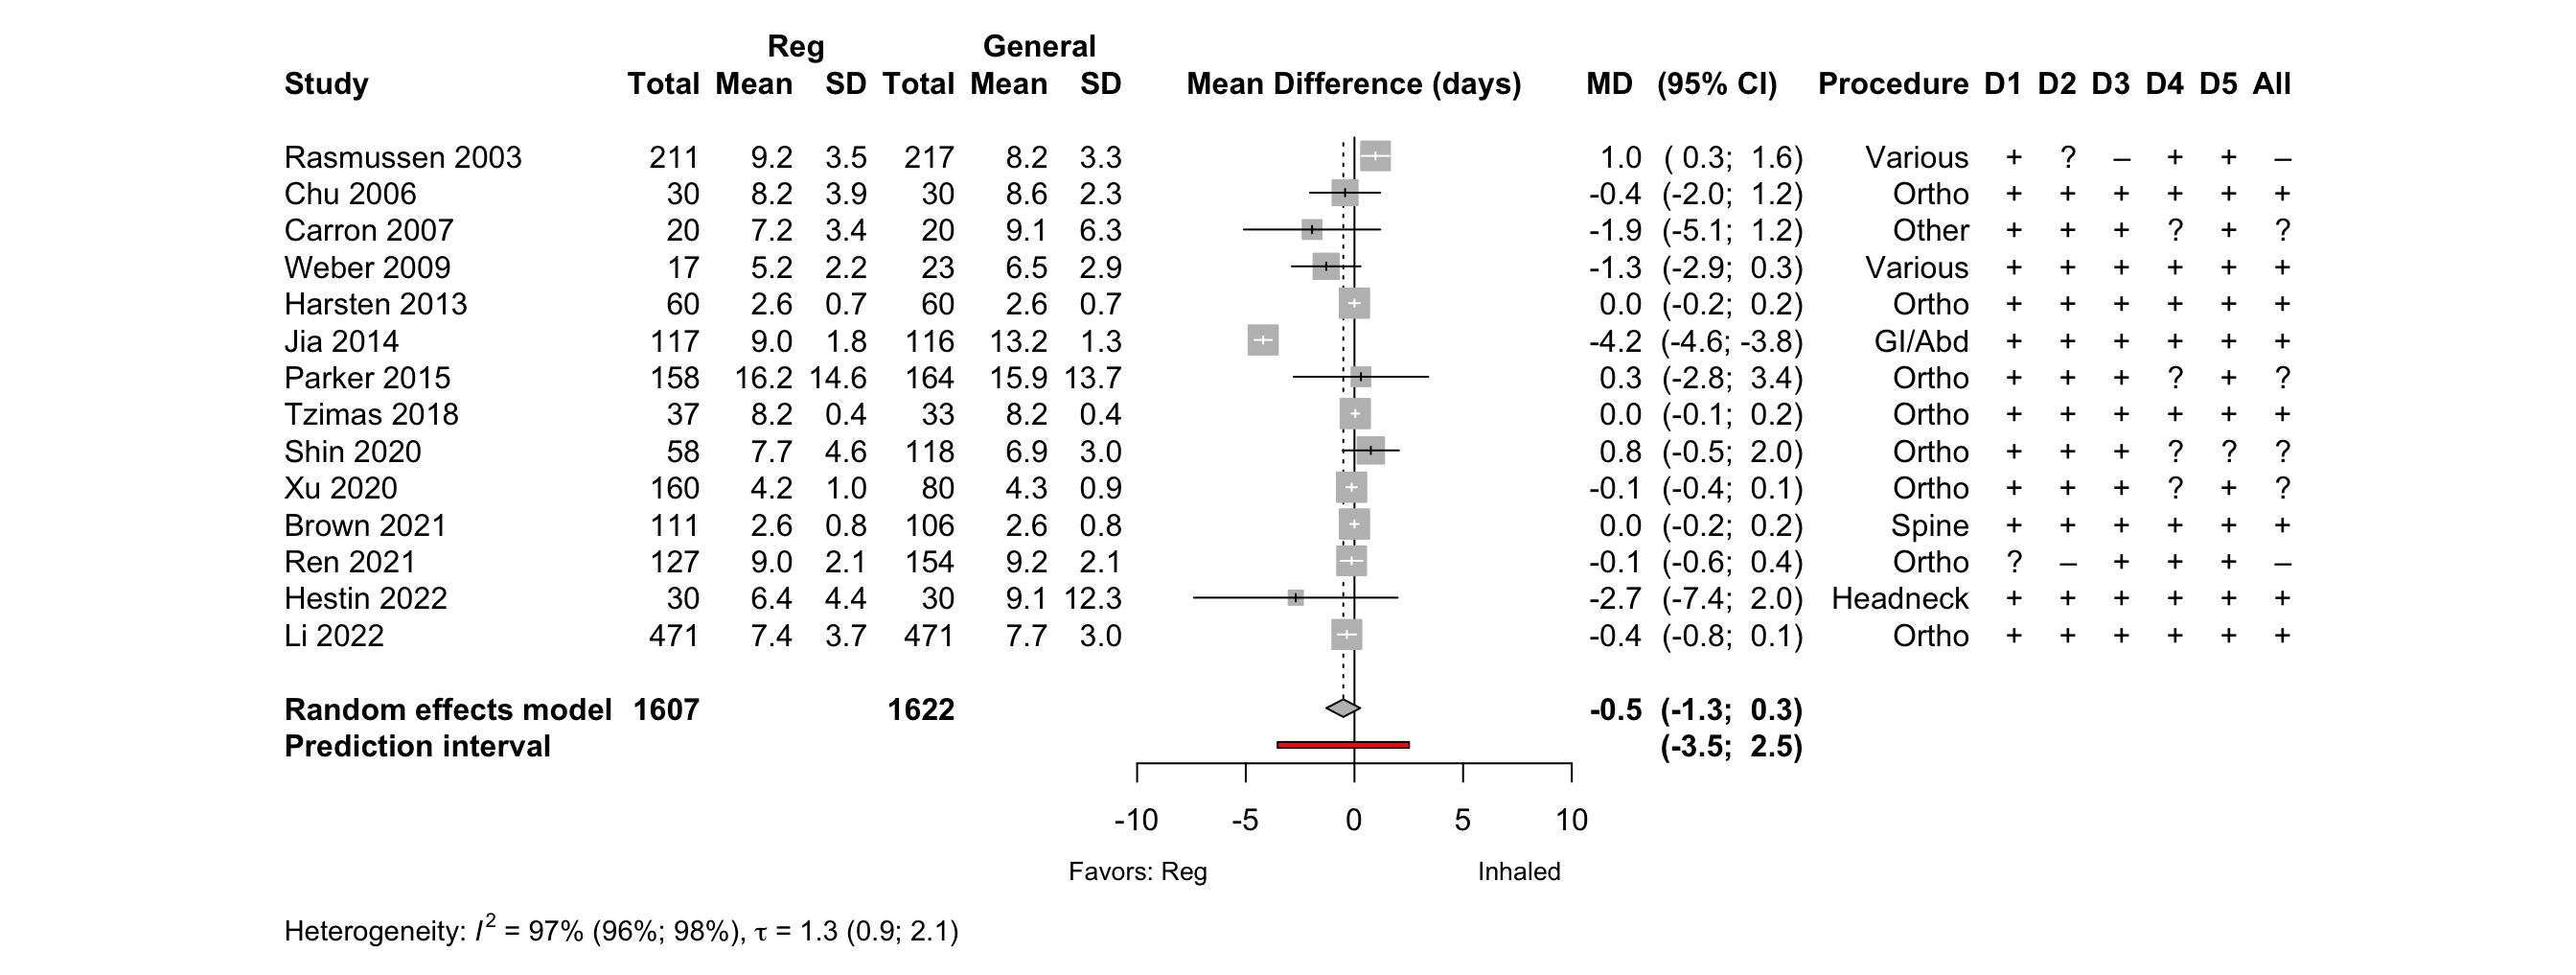 Reg General
Study Total Mean SD Total Mean SD Mean Difference (days) MD (95% CI) Procedure D1 D2 D3 D4 D5 All
Rasmussen 2003 211 9.2 3.5 217 8.2 3.3 1.0 ( 0.3; 1.6) Various + ? – + + –
Chu 2006 30 8.2 3.9 30 8.6 2.3 -0.4 (-2.0; 1.2) Ortho + + + + + +
Carron 2007 20 7.2 3.4 20 9.1 6.3 -1.9 (-5.1; 1.2) Other + + + ? + ?
Weber 2009 17 5.2 2.2 23 6.5 2.9 -1.3 (-2.9; 0.3) Various + + + + + +
Harsten 2013 60 2.6 0.7 60 2.6 0.7 0.0 (-0.2; 0.2) Ortho + + + + + +
Jia 2014 117 9.0 1.8 116 13.2 1.3 -4.2 (-4.6; -3.8) GI/Abd + + + + + +
Parker 2015 158 16.2 14.6 164 15.9 13.7 0.3 (-2.8; 3.4) Ortho + + + ? + ?
Tzimas 2018 37 8.2 0.4 33 8.2 0.4 0.0 (-0.1; 0.2) Ortho + + + + + +
Shin 2020 58 7.7 4.6 118 6.9 3.0 0.8 (-0.5; 2.0) Ortho + + + ? ? ?
Xu 2020 160 4.2 1.0 80 4.3 0.9 -0.1 (-0.4; 0.1) Ortho + + + ? + ?
Brown 2021 111 2.6 0.8 106 2.6 0.8 0.0 (-0.2; 0.2) Spine + + + + + +
Ren 2021 127 9.0 2.1 154 9.2 2.1 -0.1 (-0.6; 0.4) Ortho ? – + + + –
Hestin 2022 30 6.4 4.4 30 9.1 12.3 -2.7 (-7.4; 2.0) Headneck + + + + + +
Li 2022 471 7.4 3.7 471 7.7 3.0 -0.4 (-0.8; 0.1) Ortho + + + + + +
Random effects model 1607 1622 -0.5 (-1.3; 0.3)
Prediction interval (-3.5; 2.5)
-10 -5 0 5 10
Favors: Reg Inhaled
Heterogeneity: I² = 97% (96%; 98%), τ = 1.3 (0.9; 2.1)